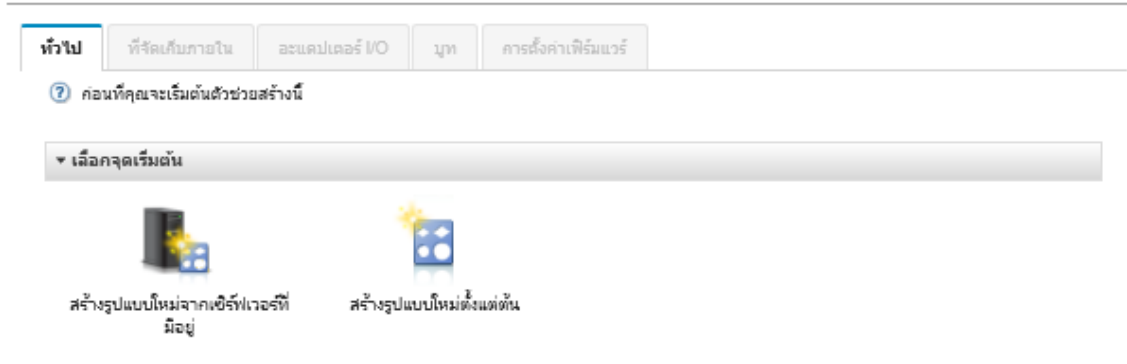 ทั่วไป
ที่จัดเก็บภายใน
อะแดปเตอร์ I/O
บูท
การตั้งค่าเฟิร์มแวร์
ก่อนที่คุณจะเริ่มต้นตัวช่วยสร้างนี้
เลือกจุดเริ่มต้น
สร้างรูปแบบใหม่จากเซิร์ฟเวอร์ที่
มีอยู่
สร้างรูปแบบใหม่ตั้งแต่ต้น